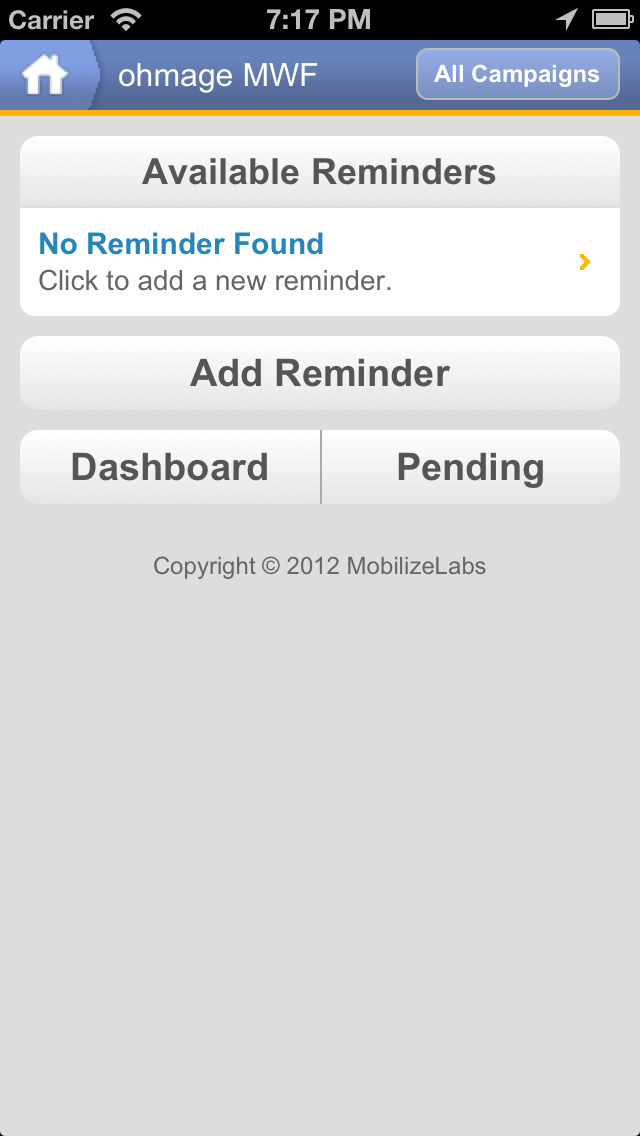 Carrier 7:17 PM
ohmage MWF All Campaigns
Available Reminders
No Reminder Found
Click to add a new reminder.
Add Reminder
Dashboard Pending
Copyright © 2012 MobilizeLabs